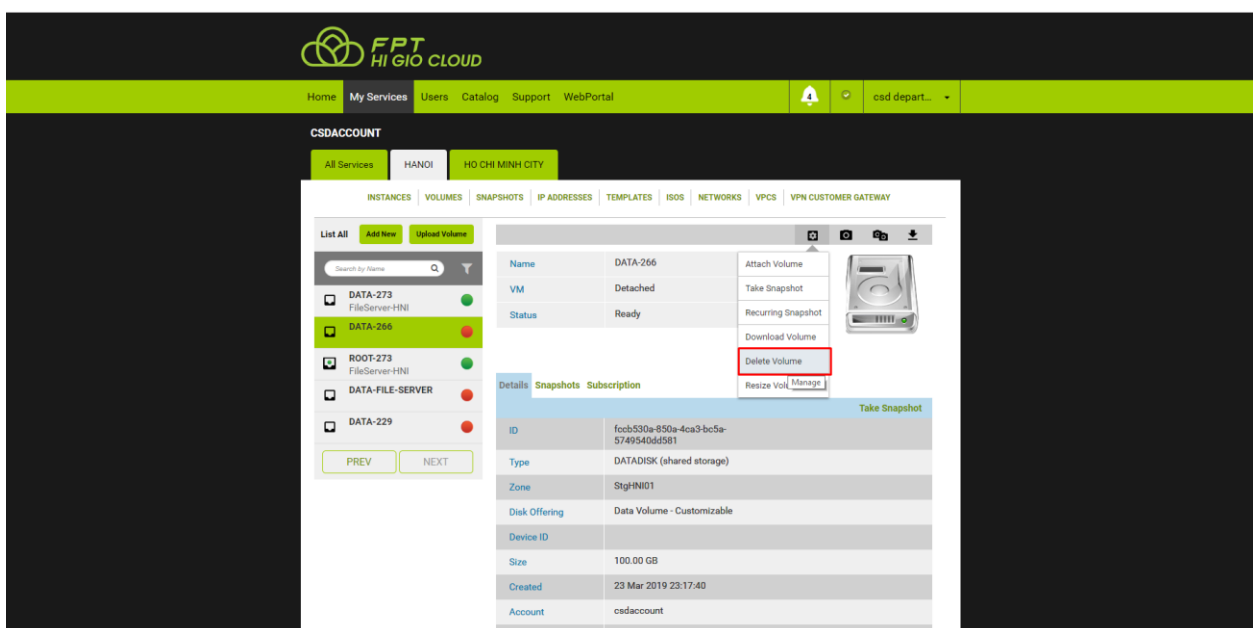 FPT
HI GIO CLOUD
Home My Services Users Catalog Support WebPortal 4 csd depart...
CSDACCOUNT
All Services HANOI HO CHI MINH CITY
INSTANCES VOLUMES SNAPSHOTS IP ADDRESSES TEMPLATES ISOS NETWORKS VPCS VPN CUSTOMER GATEWAY
List All Add New Upload Volume
Search by Name
DATA-273
FileServer-HNI
DATA-266
ROOT-273
FileServer-HNI
DATA-FILE-SERVER
DATA-229
PREV NEXT
Name DATA-266
VM Detached
Status Ready
Attach Volume
Take Snapshot
Recurring Snapshot
Download Volume
Delete Volume
Resize Manage
Details Snapshots Subscription
Take Snapshot
ID fccb530a-850a-4ca3-bc5a-
5749540dd581
Type DATADISK (shared storage)
Zone StgHNI01
Disk Offering Data Volume - Customizable
Device ID
Size 100.00 GB
Created 23 Mar 2019 23:17:40
Account csdaccount